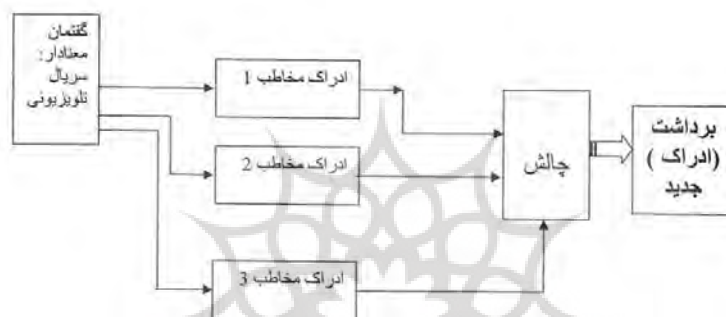 گفتمان
معنادار:
سریال
تلویزیونی
ادراک مخاطب 1
ادراک مخاطب 2
ادراک مخاطب 3
چالش
برداشت
(ادراک )
جدید